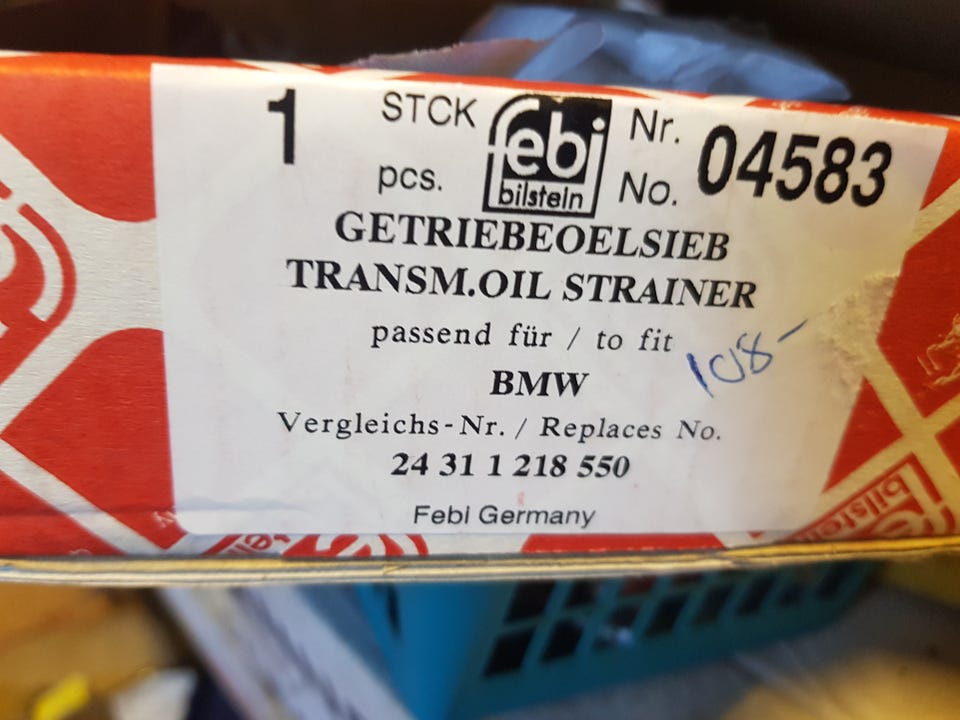 1 STCK pcs. febi bilstein Nr. No. 04583
GETRIEBEOELSIEB
TRANSM.OIL STRAINER
passend für / to fit
108-
BMW
Vergleichs-Nr. / Replaces No.
24 31 1 218 550
Febi Germany
bilstein